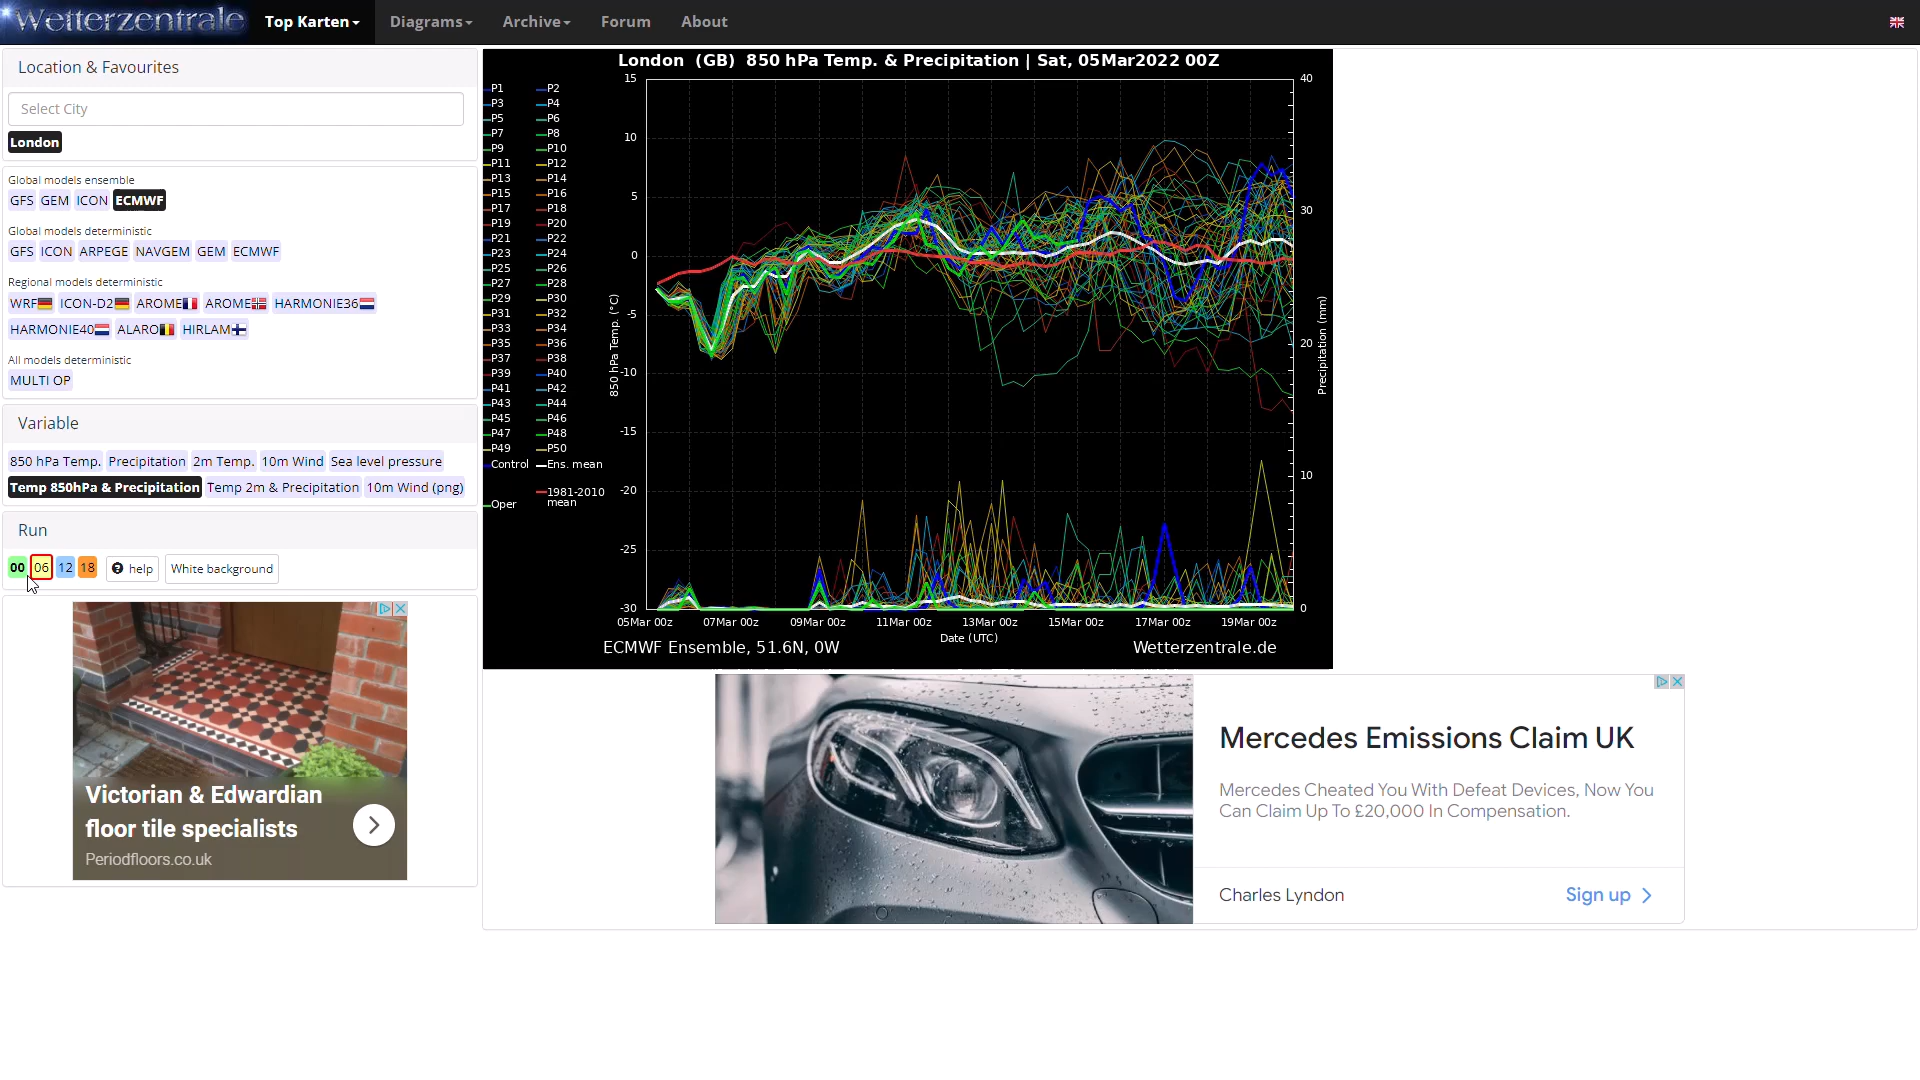 Wetterzentrale
Top Karten
Diagrams
Archive
Forum
About
Location & Favourites
Select City
London
Global models ensemble
GFS GEM ICON ECMWF
Global models deterministic
GFS ICON ARPEGE NAVGEM GEM ECMWF
Regional models deterministic
WRF ICON-D2 AROME AROME HARMONIE36
HARMONIE40 ALARO HIRLAM
All models deterministic
MULTI OP
Variable
850 hPa Temp. Precipitation 2m Temp. 10m Wind Sea level pressure
Temp 850hPa & Precipitation Temp 2m & Precipitation 10m Wind (png)
Run
00 06 12 18 help White background
Victorian & Edwardian
floor tile specialists
Periodfloors.co.uk
London (GB) 850 hPa Temp. & Precipitation | Sat, 05Mar2022 00Z
P1 P2
P3 P4
P5 P6
P7 P8
P9 P10
P11 P12
P13 P14
P15 P16
P17 P18
P19 P20
P21 P22
P23 P24
P25 P26
P27 P28
P29 P30
P31 P32
P33 P34
P35 P36
P37 P38
P39 P40
P41 P42
P43 P44
P45 P46
P47 P48
P49 P50
Control Ens. mean
1981-2010
mean
Oper
850 hPa Temp. (°C)
15
10
5
0
-5
-10
-15
-20
-25
-30
40
30
20
10
0
Precipitation (mm)
05Mar 00z 07Mar 00z 09Mar 00z 11Mar 00z 13Mar 00z 15Mar 00z 17Mar 00z 19Mar 00z
Date (UTC)
ECMWF Ensemble, 51.6N, 0W
Wetterzentrale.de
Mercedes Emissions Claim UK
Mercedes Cheated You With Defeat Devices, Now You
Can Claim Up To £20,000 In Compensation.
Charles Lyndon
Sign up